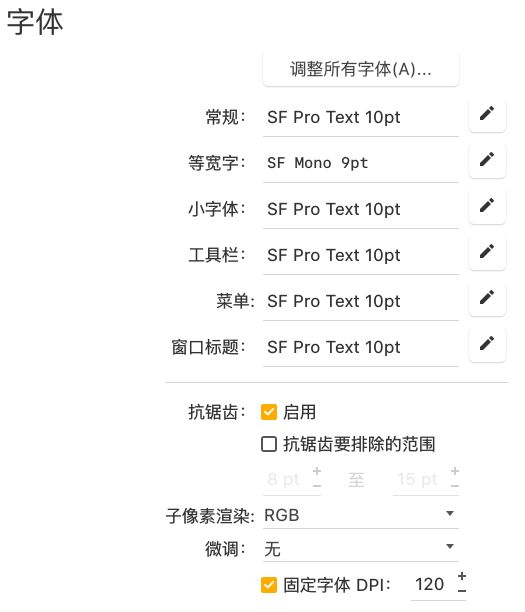 字体
调整所有字体(A)...
常规： SF Pro Text 10pt
等宽字： SF Mono 9pt
小字体： SF Pro Text 10pt
工具栏： SF Pro Text 10pt
菜单： SF Pro Text 10pt
窗口标题： SF Pro Text 10pt
抗锯齿： 启用
抗锯齿要排除的范围
8 pt 至 15 pt
子像素渲染： RGB
微调： 无
固定字体 DPI： 120